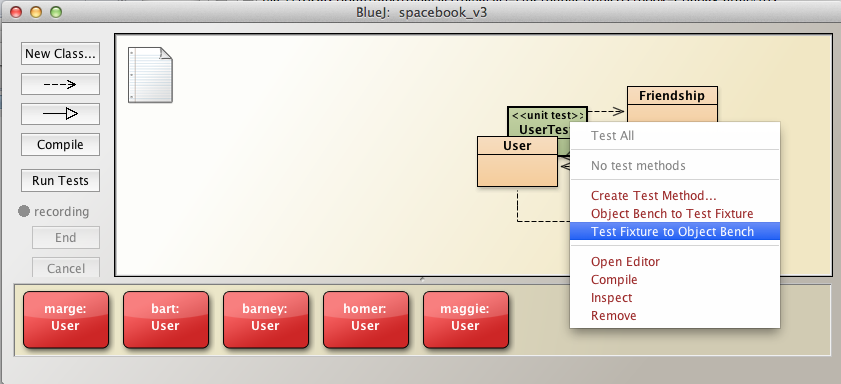 BlueJ: spacebook_v3
New Class...
Compile
Run Tests
recording
End
Cancel
Friendship
<<unit test>>
UserTest
User
Test All
No test methods
Create Test Method...
Object Bench to Test Fixture
Test Fixture to Object Bench
Open Editor
Compile
Inspect
Remove
marge:
User
bart:
User
barney:
User
homer:
User
maggie:
User